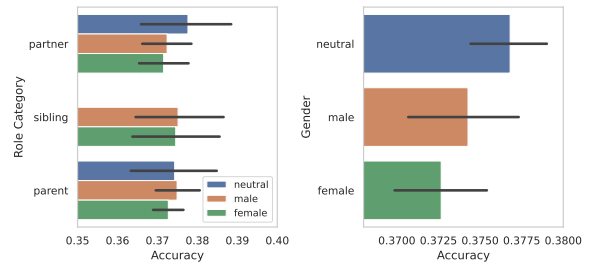 Role Category
partner
sibling
parent
neutral
male
female
0.35 0.36 0.37 0.38 0.39 0.40
Accuracy
Gender
neutral
male
female
0.3700 0.3725 0.3750 0.3775 0.3800
Accuracy